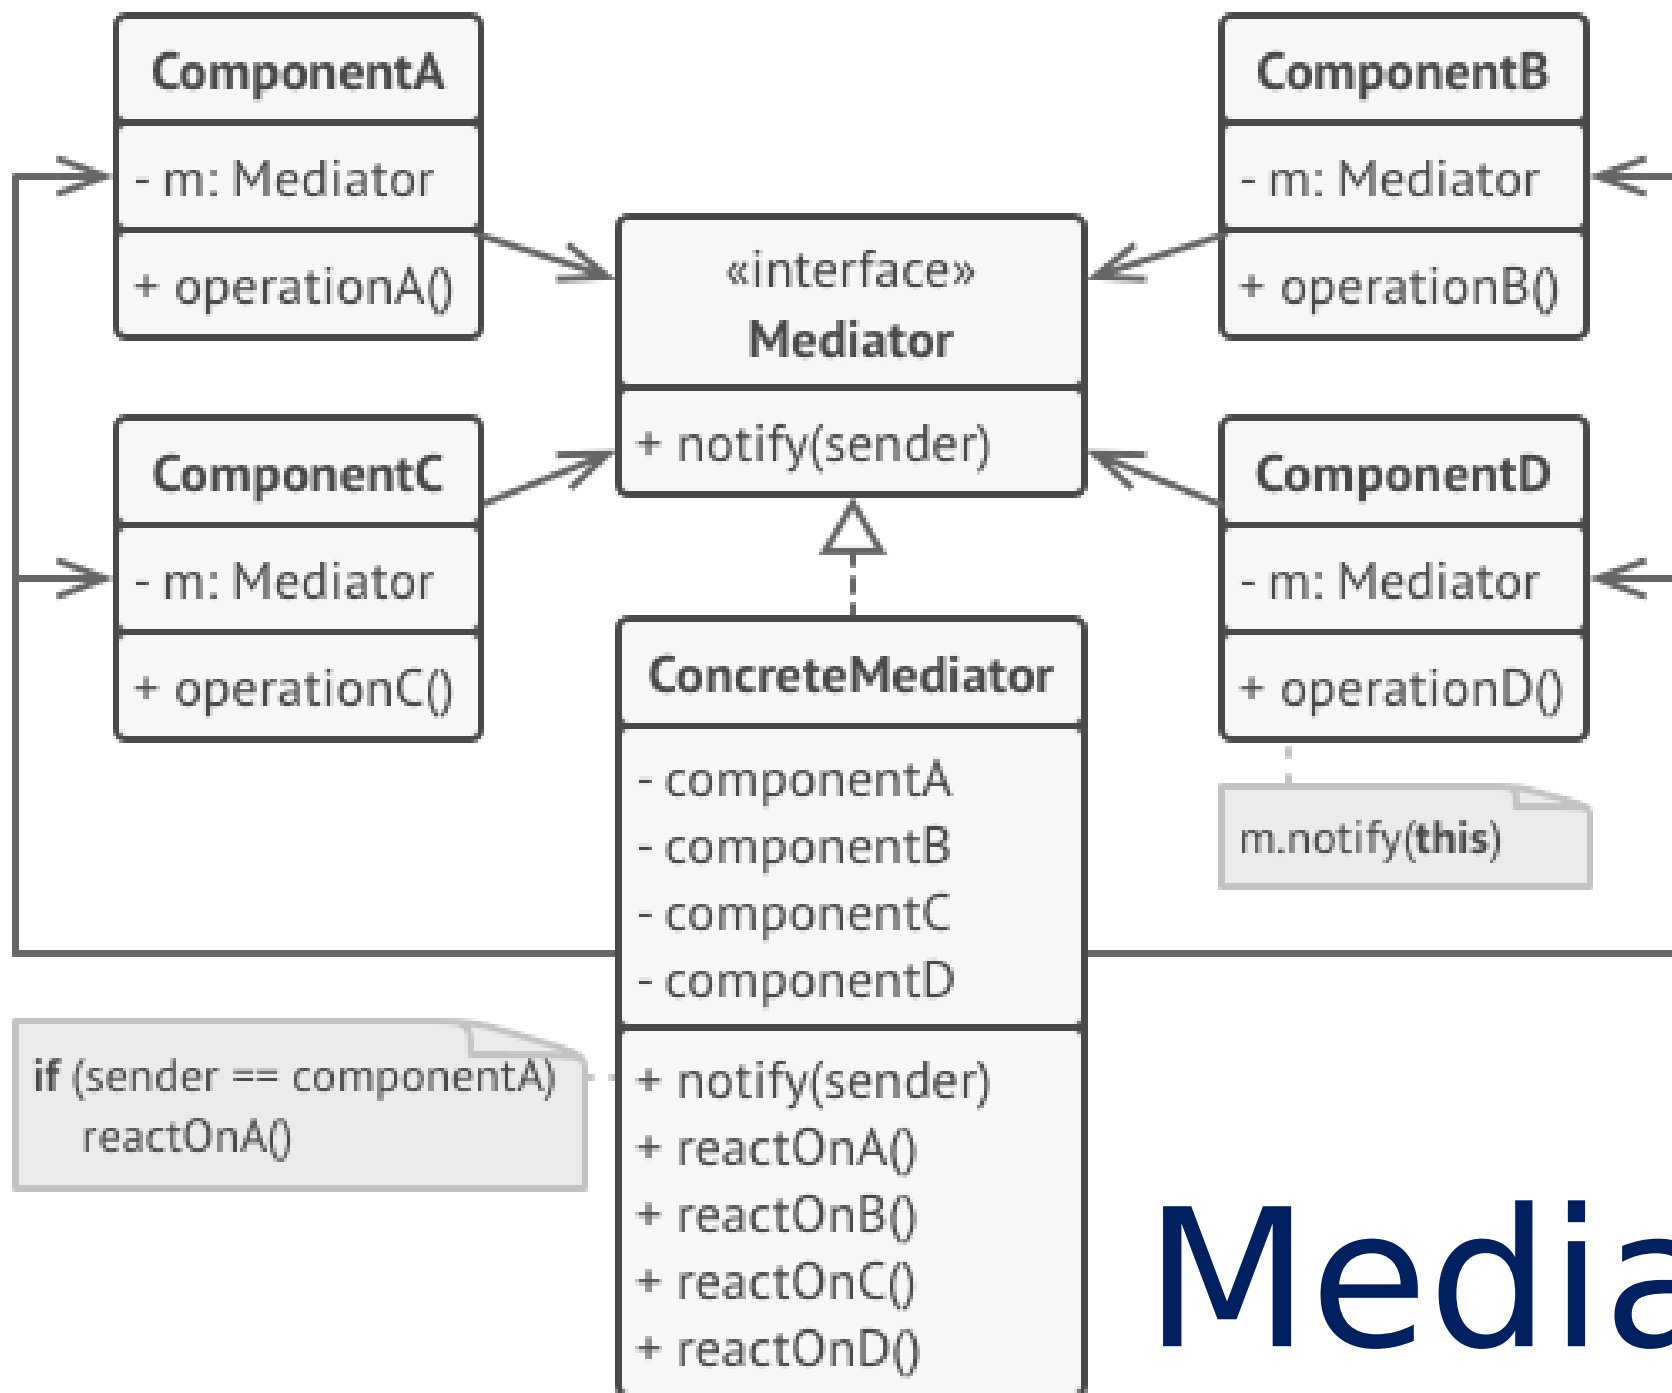 ComponentA
- m: Mediator
+ operationA()
ComponentB
- m: Mediator
+ operationB()
«interface»
Mediator
+ notify(sender)
ComponentC
- m: Mediator
+ operationC()
ComponentD
- m: Mediator
+ operationD()
m.notify(this)
ConcreteMediator
- componentA
- componentB
- componentC
- componentD
+ notify(sender)
+ reactOnA()
+ reactOnB()
+ reactOnC()
+ reactOnD()
if (sender == componentA)
reactOnA()
Media